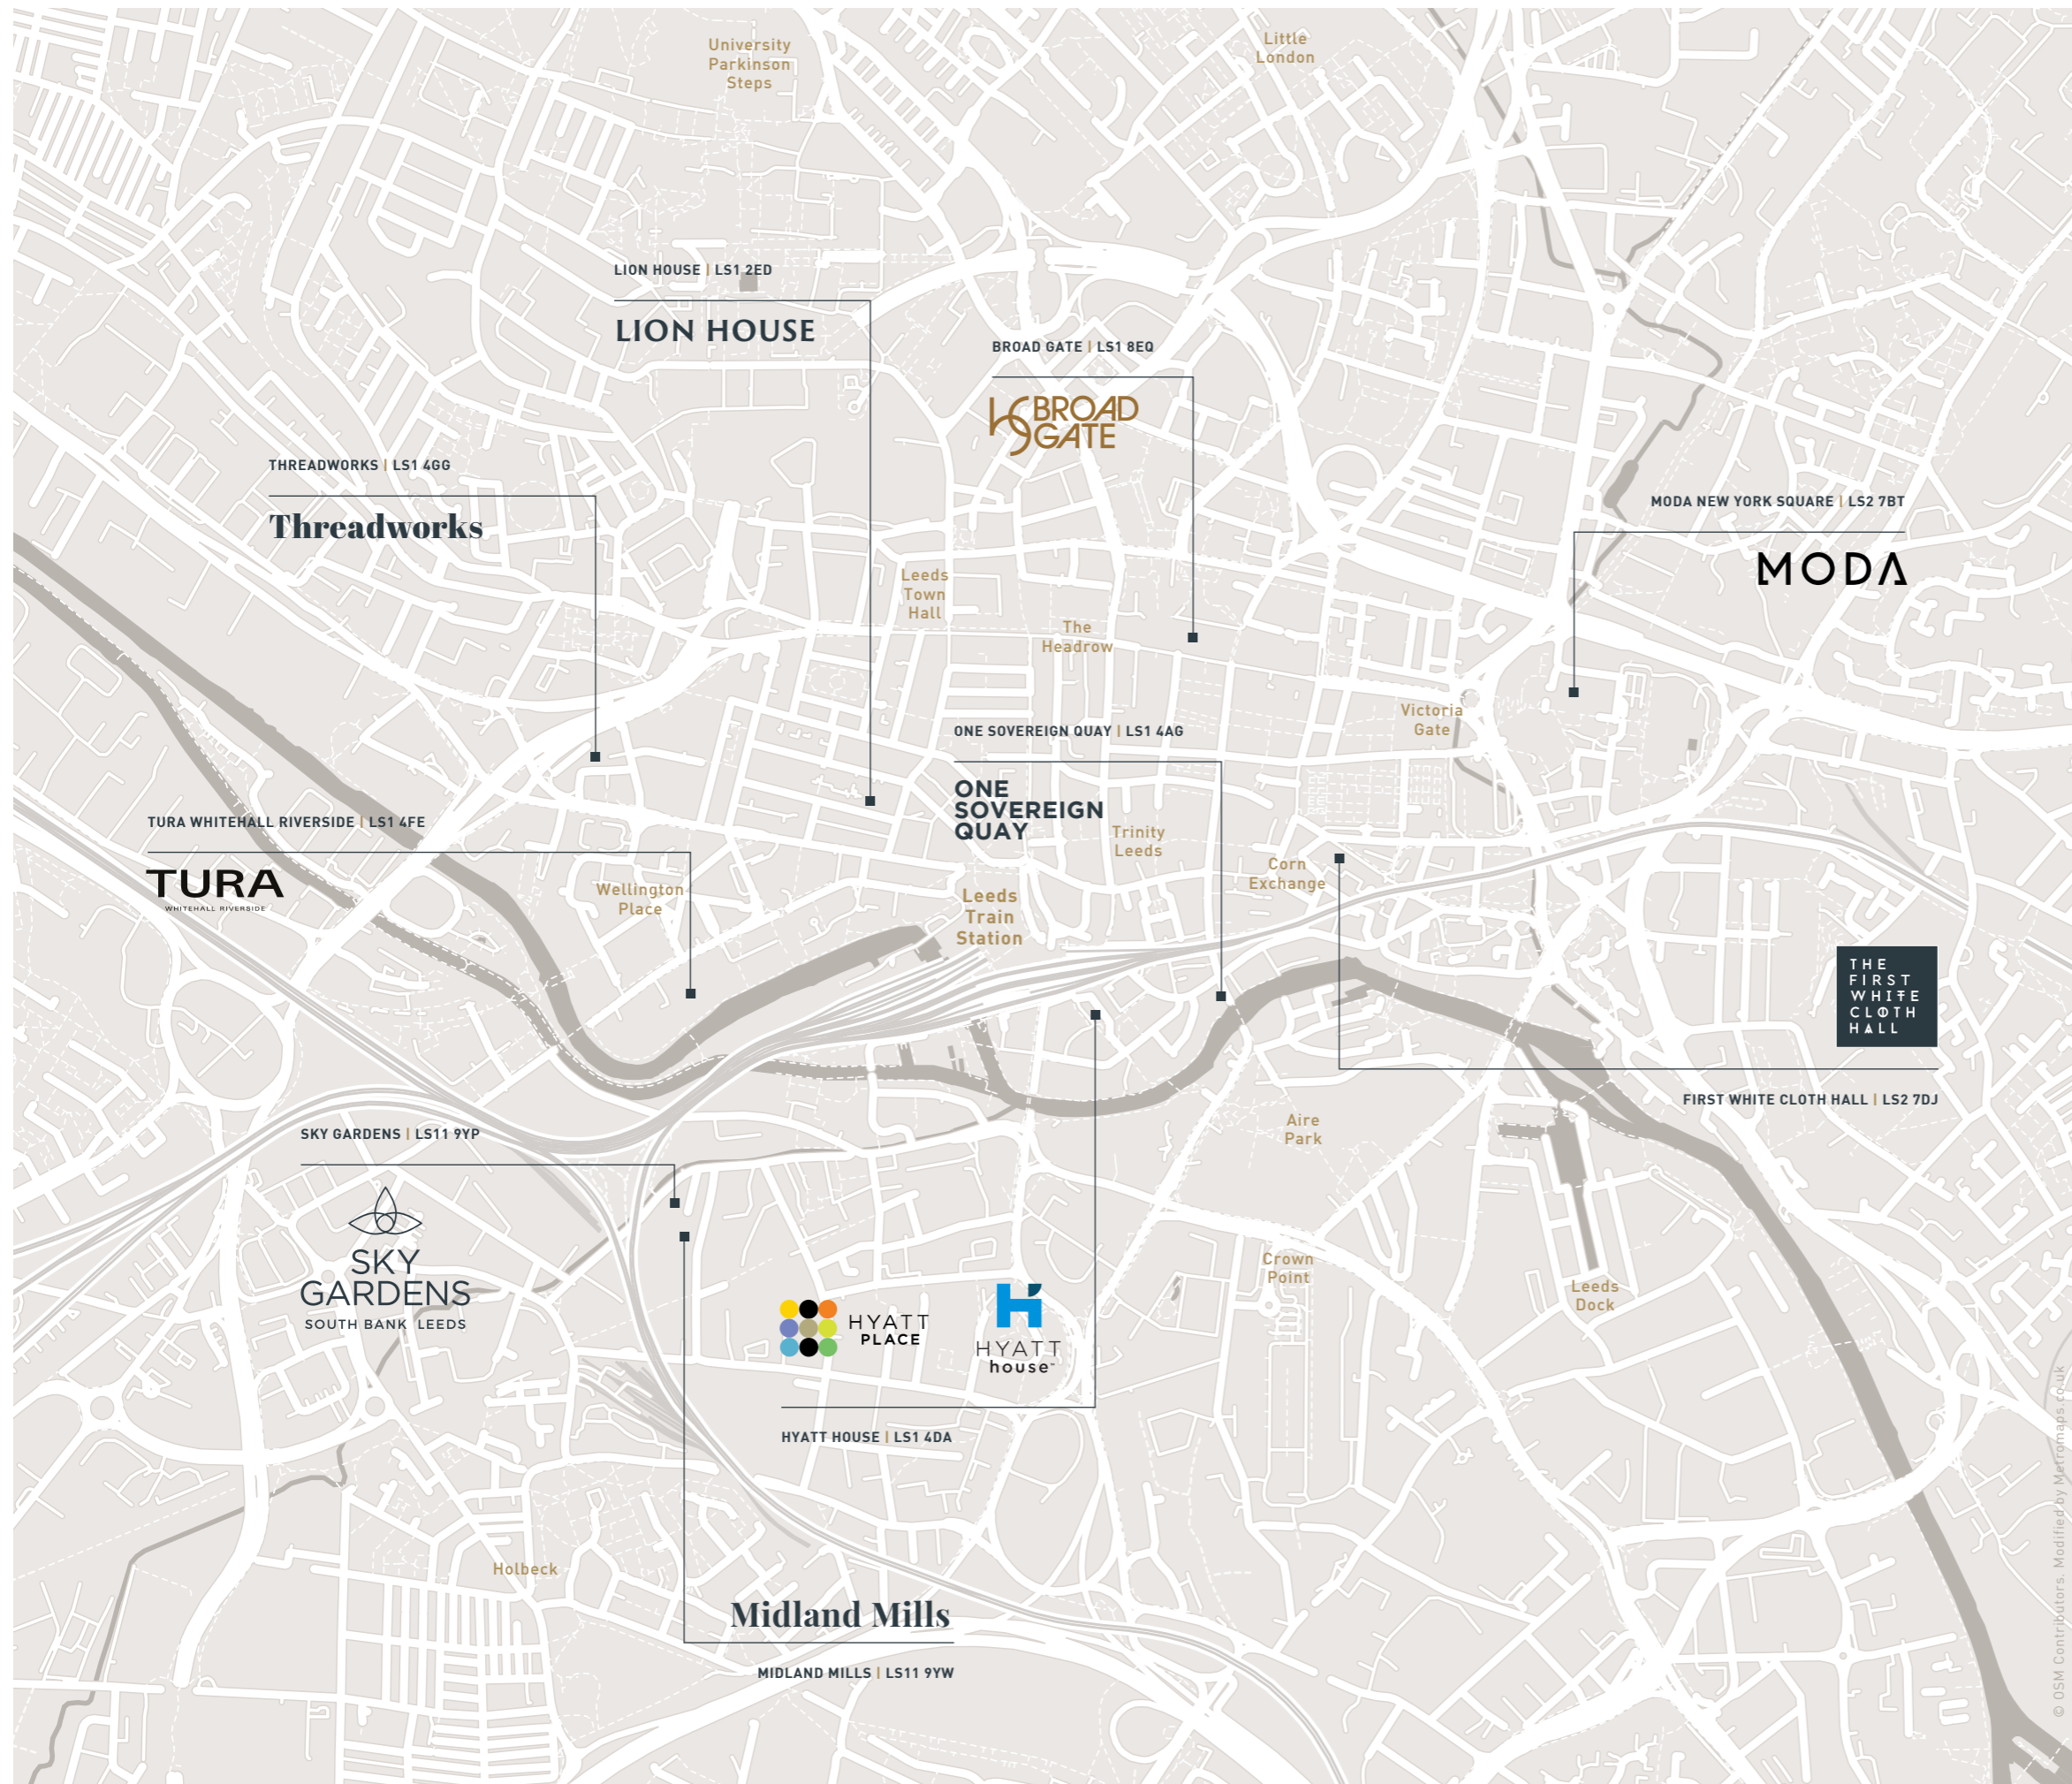 University
Parkinson
Steps
Little
London
LION HOUSE | LS1 2ED
LION HOUSE
BROAD GATE | LS1 8EQ
BROAD
GATE
THREADWORKS | LS1 4GG
Threadworks
MODA NEW YORK SQUARE | LS2 7BT
MODA
Leeds
Town
Hall
The
Headrow
Victoria
Gate
ONE SOVEREIGN QUAY | LS1 4AG
ONE
SOVEREIGN
QUAY
Trinity
Leeds
TURA WHITEHALL RIVERSIDE | LS1 4FE
TURA
WHITEHALL RIVERSIDE
Wellington
Place
Leeds
Train
Station
Corn
Exchange
THE
FIRST
WHITE
CLOTH
HALL
FIRST WHITE CLOTH HALL | LS2 7DJ
Aire
Park
SKY GARDENS | LS11 9YP
SKY
GARDENS
SOUTH BANK LEEDS
Crown
Point
Leeds
Dock
HYATT
PLACE
HYATT
house™
HYATT HOUSE | LS1 4DA
Holbeck
Midland Mills
MIDLAND MILLS | LS11 9YW
© OSM Contributors. Modified by Metromaps.co.uk